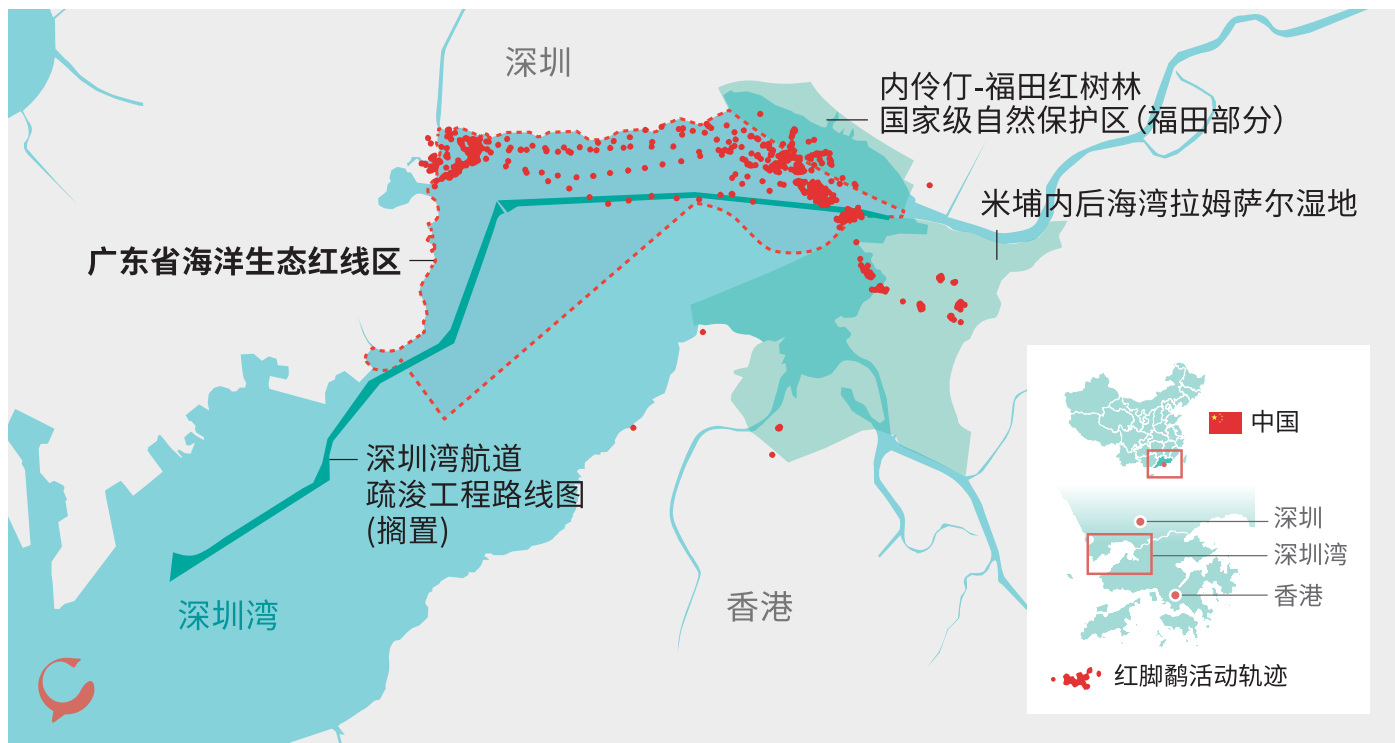 深圳
内伶仃-福田红树林
国家级自然保护区（福田部分）
米埔内后海湾拉姆萨尔湿地
广东省海洋生态红线区
深圳湾航道
疏浚工程路线图
(搁置)
深圳湾
香港
中国
深圳
深圳湾
香港
红脚鹬活动轨迹